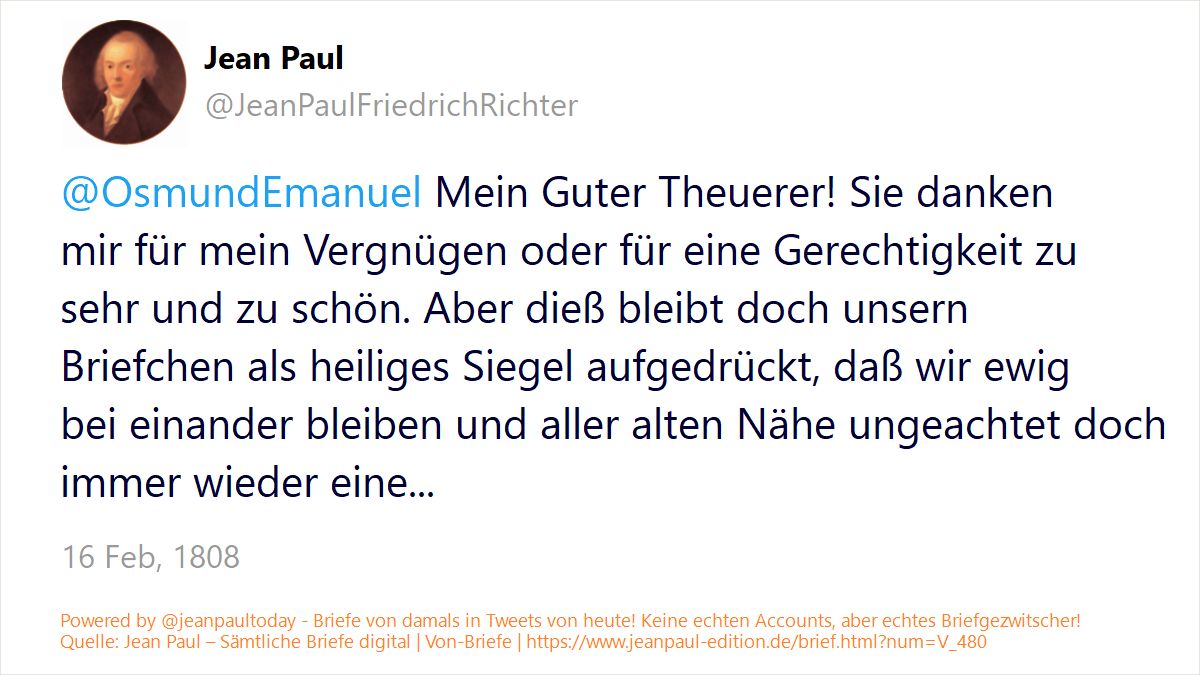 Jean Paul
@JeanPaulFriedrichRichter
@OsmundEmanuel Mein Guter Theuerer! Sie danken
mir für mein Vergnügen oder für eine Gerechtigkeit zu
sehr und zu schön. Aber dieß bleibt doch unsern
Briefchen als heiliges Siegel aufgedrückt, daß wir ewig
bei einander bleiben und aller alten Nähe ungeachtet doch
immer wieder eine...
16 Feb, 1808
Powered by @jeanpaultoday - Briefe von damals in Tweets von heute! Keine echten Accounts, aber echtes Briefgezwitscher!
Quelle: Jean Paul – Sämtliche Briefe digital | Von-Briefe | https://www.jeanpaul-edition.de/brief.html?num=V_480